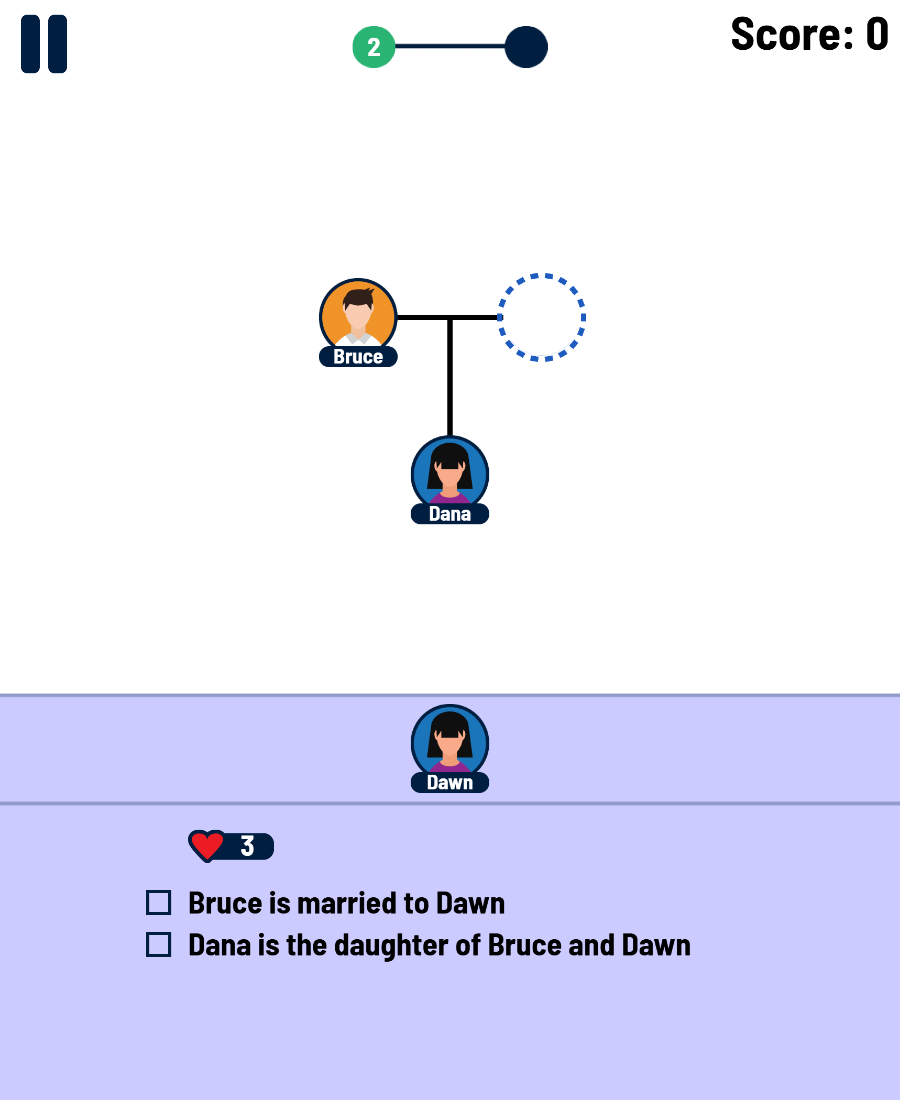 2
Score: 0
Bruce
Dana
Dawn
3
Bruce is married to Dawn
Dana is the daughter of Bruce and Dawn